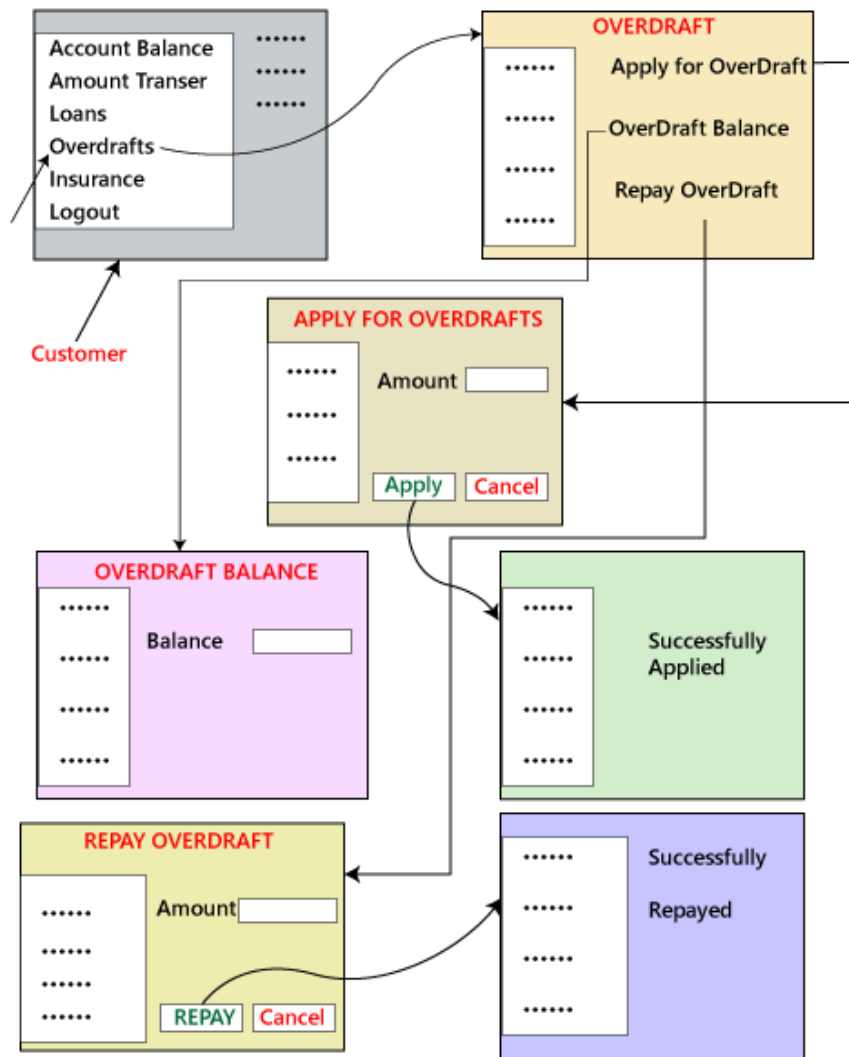 Account Balance
Amount Transer
Loans
Overdrafts
Insurance
Logout
Customer
OVERDRAFT
Apply for OverDraft
OverDraft Balance
Repay OverDraft
APPLY FOR OVERDRAFTS
Amount
Apply Cancel
OVERDRAFT BALANCE
Balance
Successfully
Applied
REPAY OVERDRAFT
Amount
REPAY Cancel
Successfully
Repayed